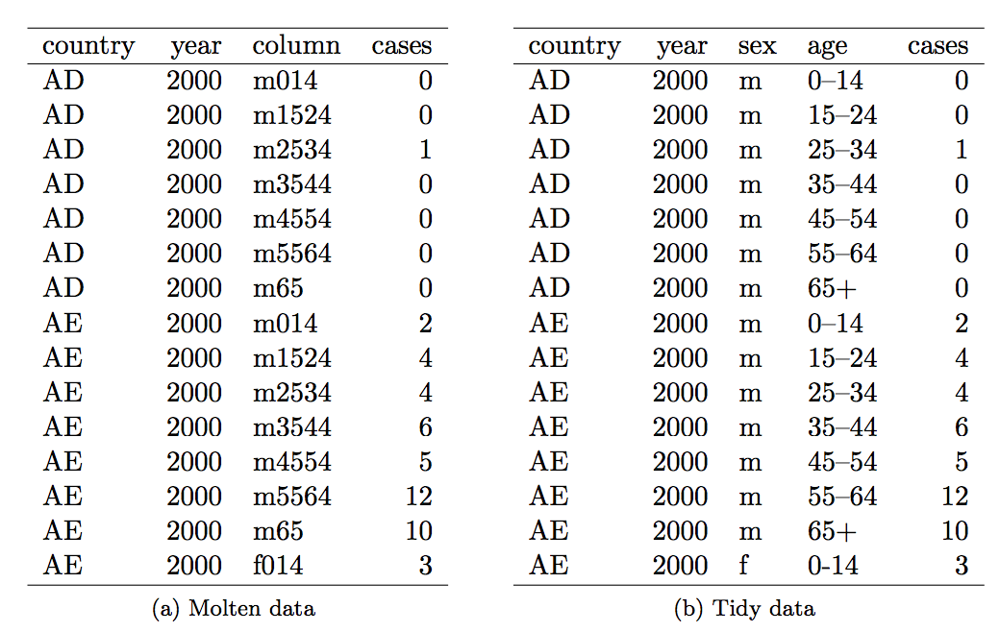 country year column cases
AD 2000 m014 0
AD 2000 m1524 0
AD 2000 m2534 1
AD 2000 m3544 0
AD 2000 m4554 0
AD 2000 m5564 0
AD 2000 m65 0
AE 2000 m014 2
AE 2000 m1524 4
AE 2000 m2534 4
AE 2000 m3544 6
AE 2000 m4554 5
AE 2000 m5564 12
AE 2000 m65 10
AE 2000 f014 3
(a) Molten data
country year sex age cases
AD 2000 m 0–14 0
AD 2000 m 15–24 0
AD 2000 m 25–34 1
AD 2000 m 35–44 0
AD 2000 m 45–54 0
AD 2000 m 55–64 0
AD 2000 m 65+ 0
AE 2000 m 0–14 2
AE 2000 m 15–24 4
AE 2000 m 25–34 4
AE 2000 m 35–44 6
AE 2000 m 45–54 5
AE 2000 m 55–64 12
AE 2000 m 65+ 10
AE 2000 f 0-14 3
(b) Tidy data